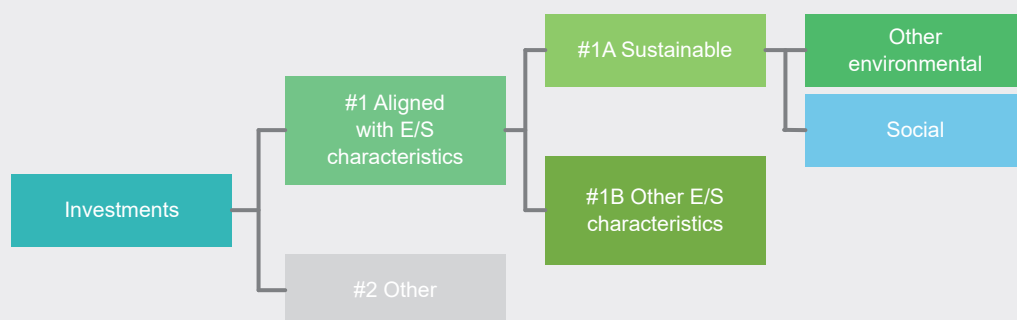 Investments
#1 Aligned
with E/S
characteristics
#2 Other
#1A Sustainable
#1B Other E/S
characteristics
Other
environmental
Social